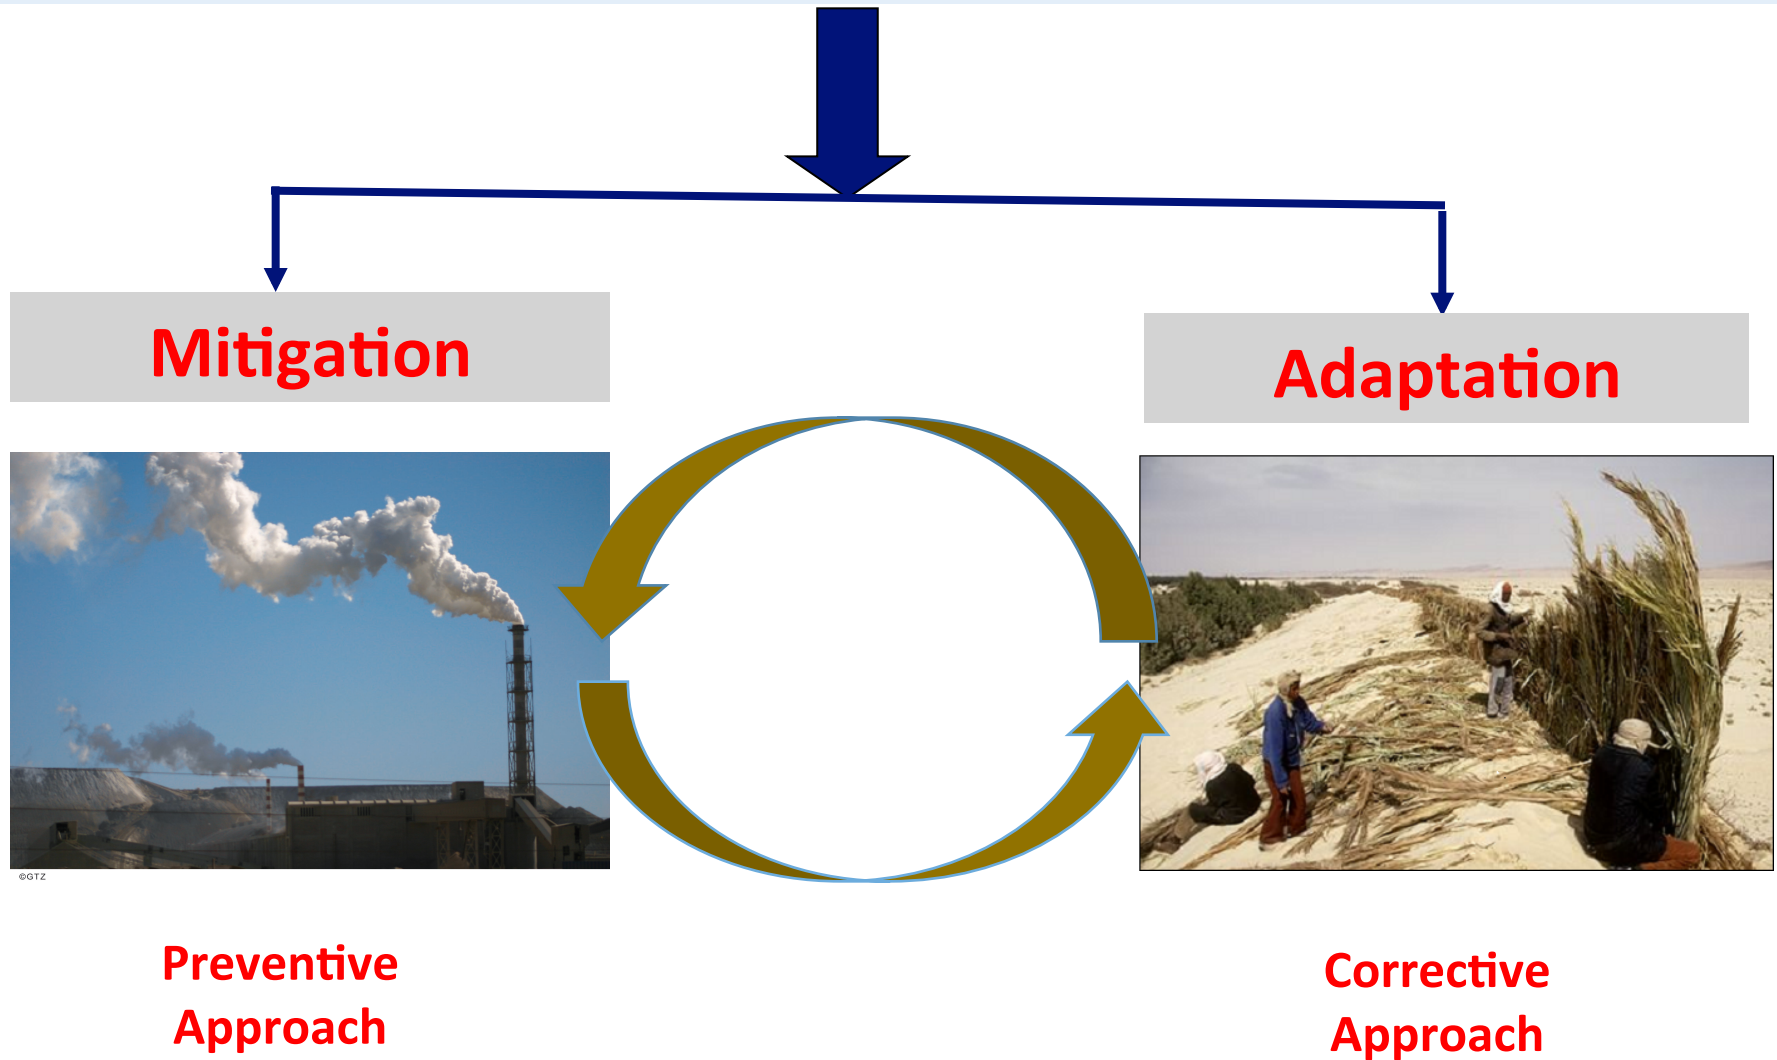 Mitigation
Adaptation
©GTZ
Preventive
Approach
Corrective
Approach